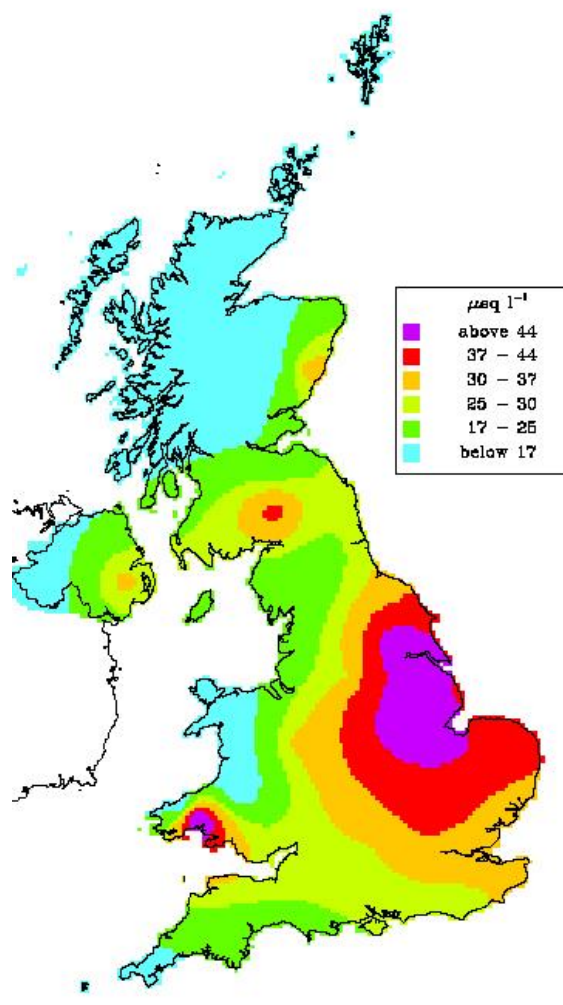 μeq l⁻¹
above 44
37 – 44
30 – 37
25 – 30
17 – 25
below 17